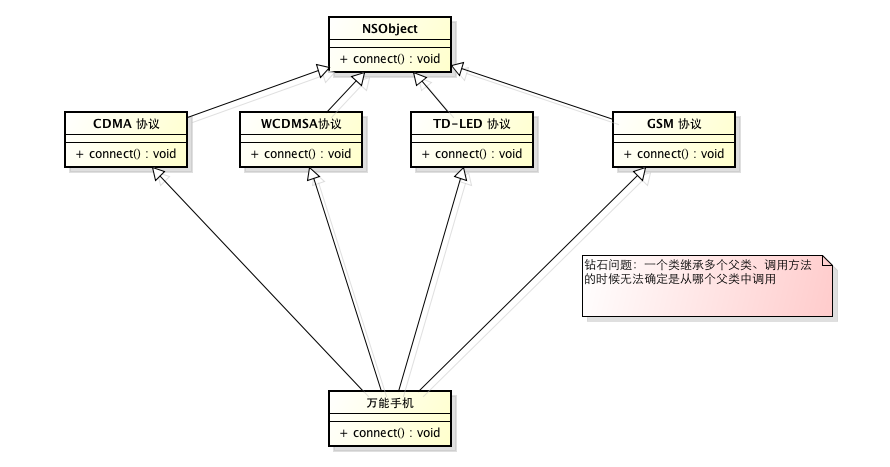 NSObject
+ connect() : void
CDMA 协议
+ connect() : void
WCDMSA协议
+ connect() : void
TD-LED 协议
+ connect() : void
GSM 协议
+ connect() : void
钻石问题：一个类继承多个父类、调用方法
的时候无法确定是从哪个父类中调用
万能手机
+ connect() : void